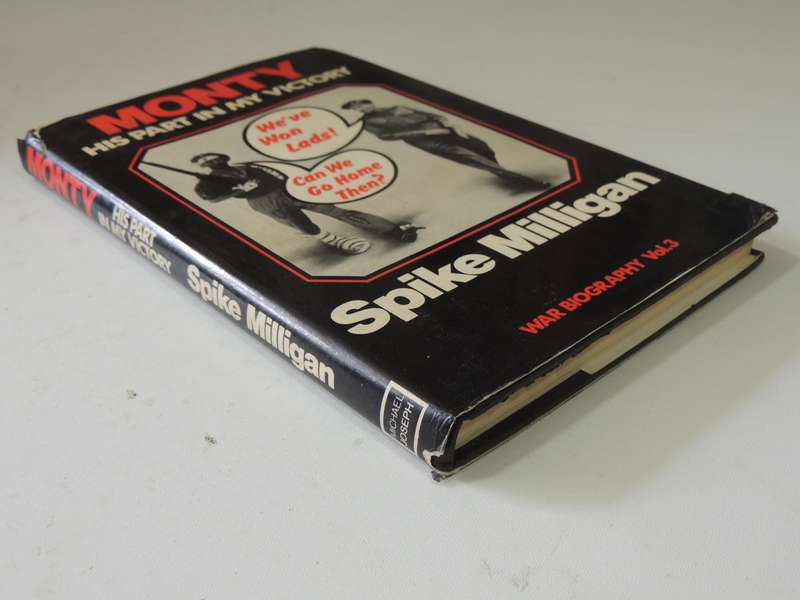 MONTY
HIS PART IN MY VICTORY
We've
Won
Lads!
Can We
Go Home
Then?
Spike Milligan
WAR BIOGRAPHY Vol.3
MONTY
HIS PART
IN MY VICTORY
Spike Milligan
MICHAEL
JOSEPH